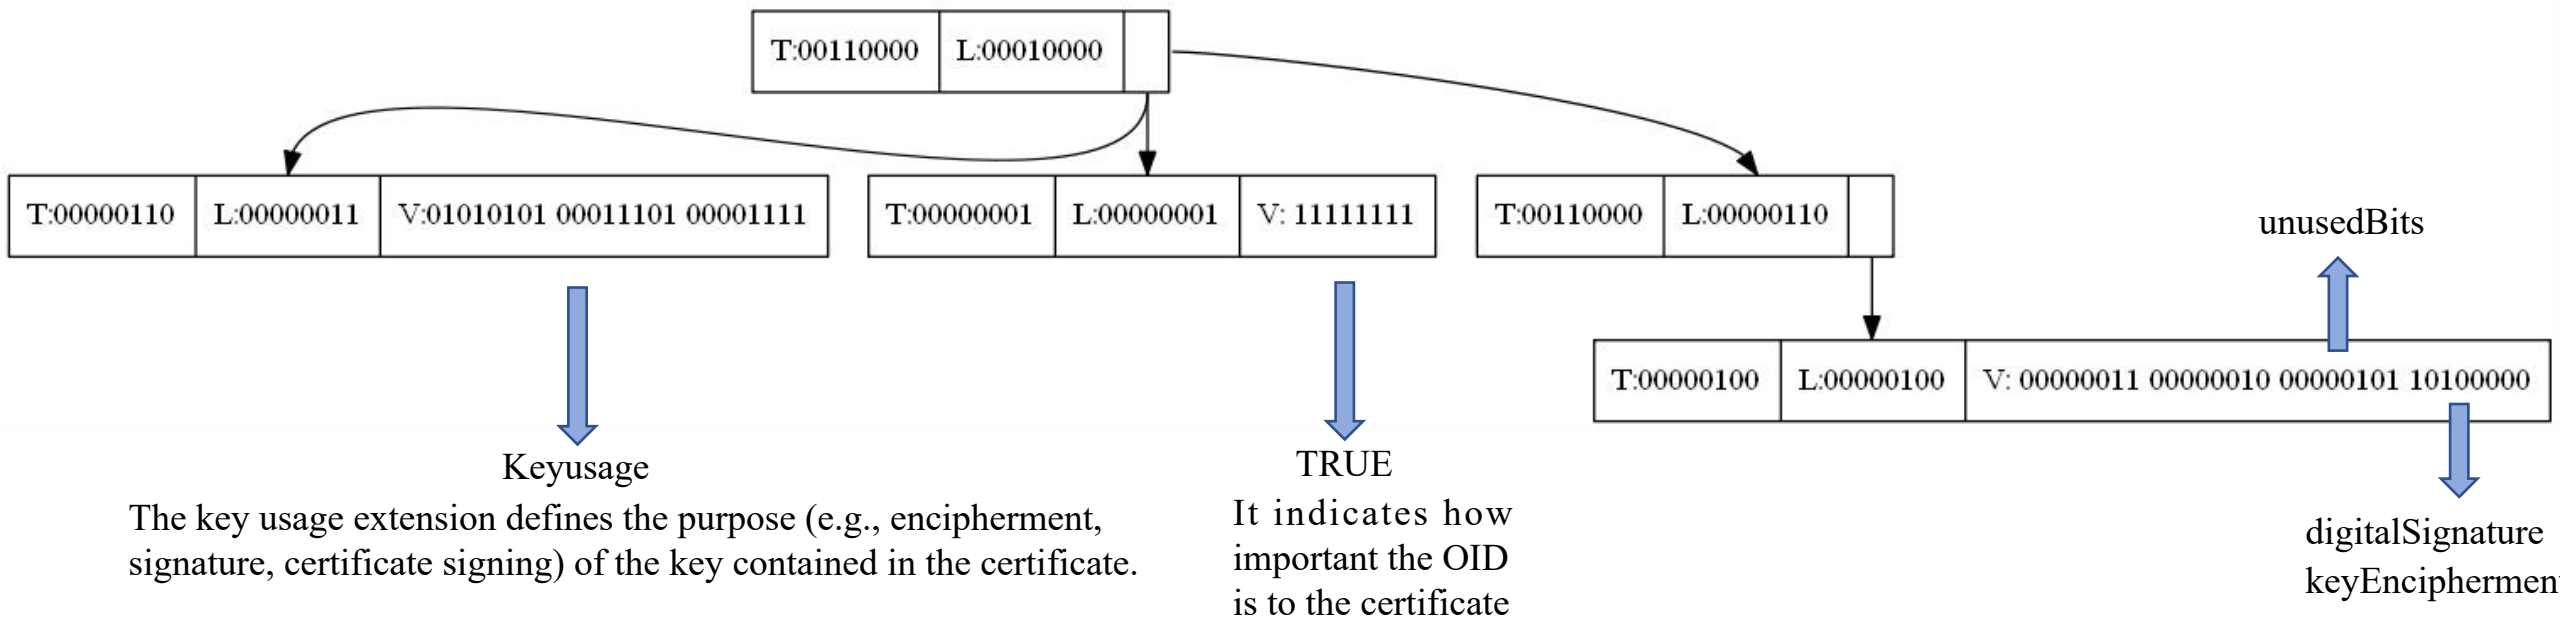 T:00110000 L:00010000
T:00000110 L:00000011 V:01010101 00011101 00001111
T:00000001 L:00000001 V: 11111111
T:00110000 L:00000110
unusedBits
T:00000100 L:00000100 V: 00000011 00000010 00000101 10100000
Keyusage
The key usage extension defines the purpose (e.g., encipherment,
signature, certificate signing) of the key contained in the certificate.
TRUE
It indicates how
important the OID
is to the certificate
digitalSignature
keyEnciphermen